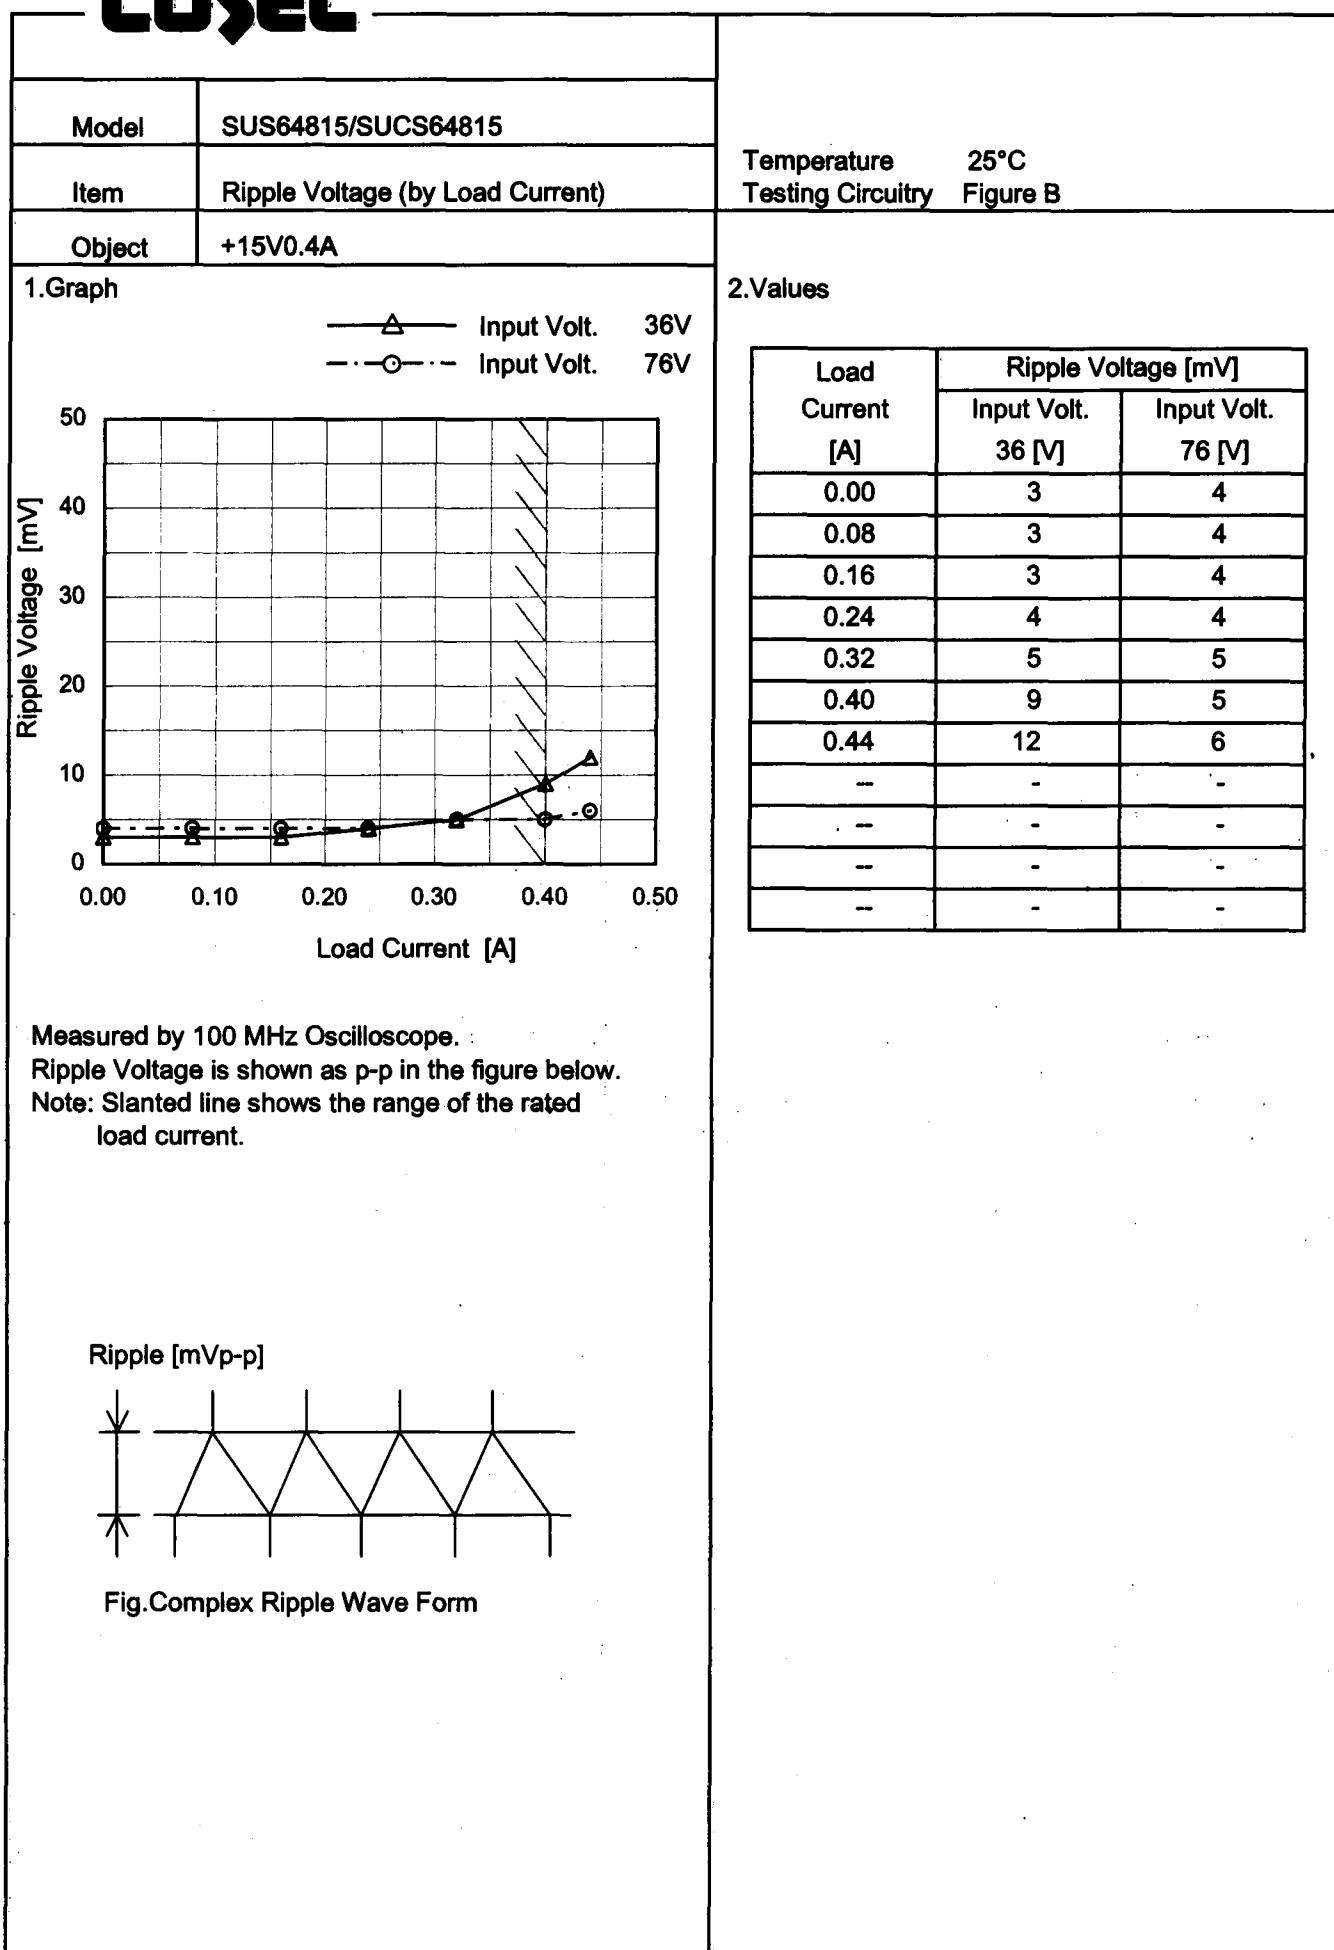 COSEL
Model SUS64815/SUCS64815
Item Ripple Voltage (by Load Current)
Object +15V0.4A
Temperature 25°C
Testing Circuitry Figure B
1.Graph
Input Volt. 36V
Input Volt. 76V
Ripple Voltage [mV]
50
40
30
20
10
0
0.00 0.10 0.20 0.30 0.40 0.50
Load Current [A]
Measured by 100 MHz Oscilloscope.
Ripple Voltage is shown as p-p in the figure below.
Note: Slanted line shows the range of the rated
load current.
Ripple [mVp-p]
Fig.Complex Ripple Wave Form
2.Values
Load Ripple Voltage [mV]
Current Input Volt. Input Volt.
[A] 36 [V] 76 [V]
0.00 3 4
0.08 3 4
0.16 3 4
0.24 4 4
0.32 5 5
0.40 9 5
0.44 12 6
-- - -
-- - -
-- - -
-- - -